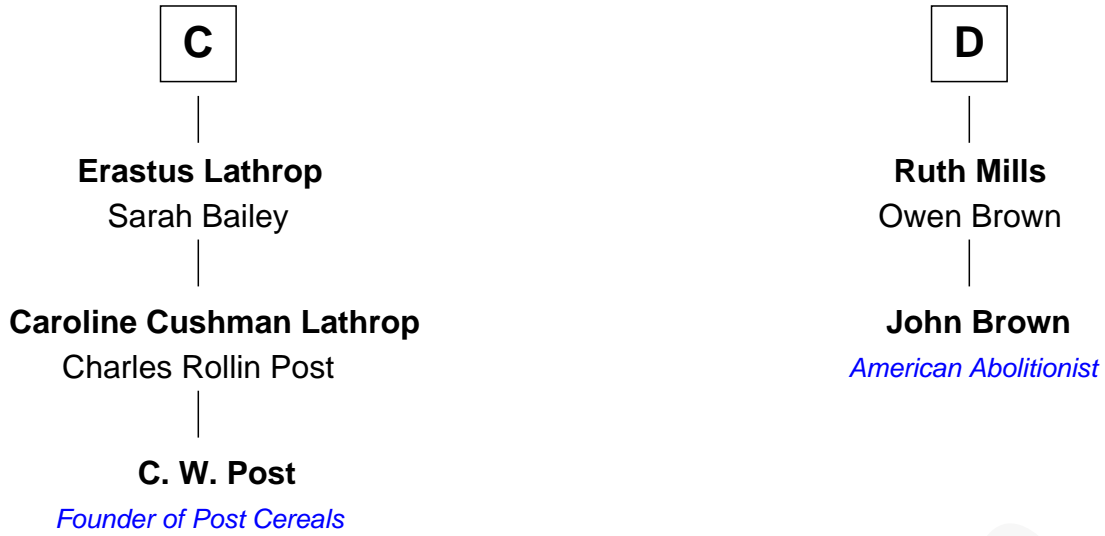 C
Erastus Lathrop
Sarah Bailey
Caroline Cushman Lathrop
Charles Rollin Post
C. W. Post
Founder of Post Cereals
D
Ruth Mills
Owen Brown
John Brown
American Abolitionist